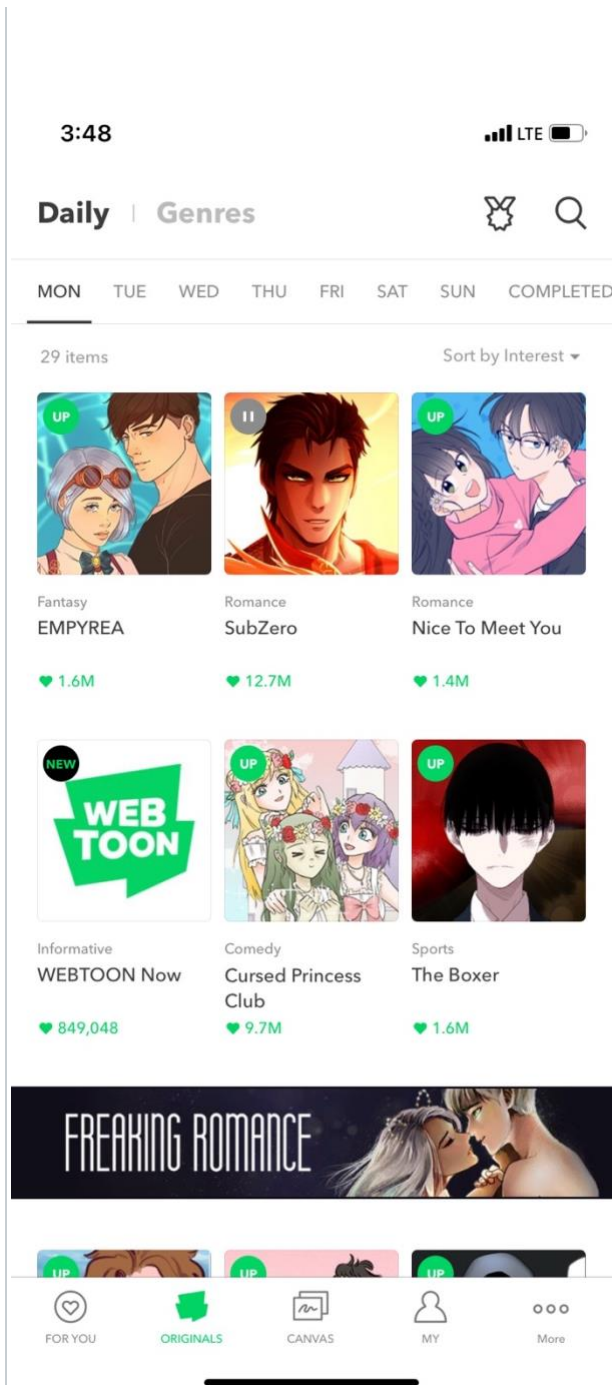 3:48 LTE
Daily Genres
MON TUE WED THU FRI SAT SUN COMPLETED
29 items Sort by Interest
UP UP
Fantasy Romance Romance
EMPYREA SubZero Nice To Meet You
1.6M 12.7M 1.4M
NEW UP UP
WEB
TOON
Informative Comedy Sports
WEBTOON Now Cursed Princess The Boxer
Club
849,048 9.7M 1.6M
FREAKING ROMANCE
UP UP UP
FOR YOU ORIGINALS CANVAS MY More